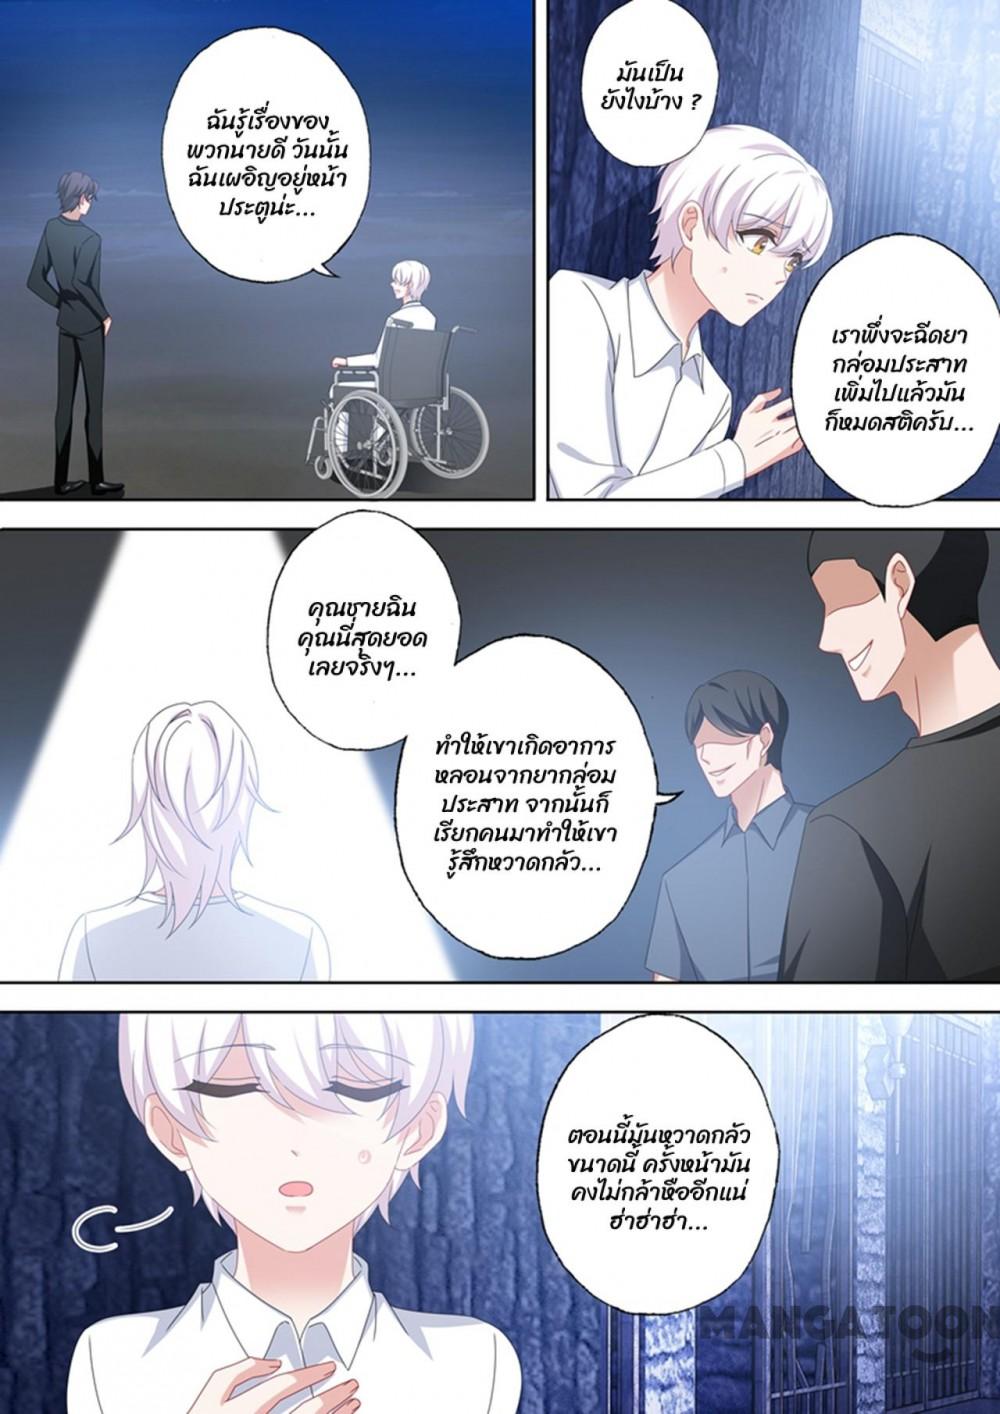 ฉันรู้เรื่องของ
พวกนายดี วันนั้น
ฉันเผอิญอยู่หน้า
ประตูน่ะ...
มันเป็น
ยังไงบ้าง ?
เราพึ่งจะฉีดยา
กล่อมประสาท
เพิ่มไปแล้วมัน
ก็หมดสติครับ...
คุณชายฉิน
คุณนี่สุดยอด
เลยจริงๆ...
ทำให้เขาเกิดอาการ
หลอนจากยากล่อม
ประสาท จากนั้นก็
เรียกคนมาทำให้เขา
รู้สึกหวาดกลัว...
ตอนนี้มันหวาดกลัว
ขนาดนี้ ครั้งหน้ามัน
คงไม่กล้าหืออีกแน่
ฮ่าฮ่าฮ่า...
MANGATOON